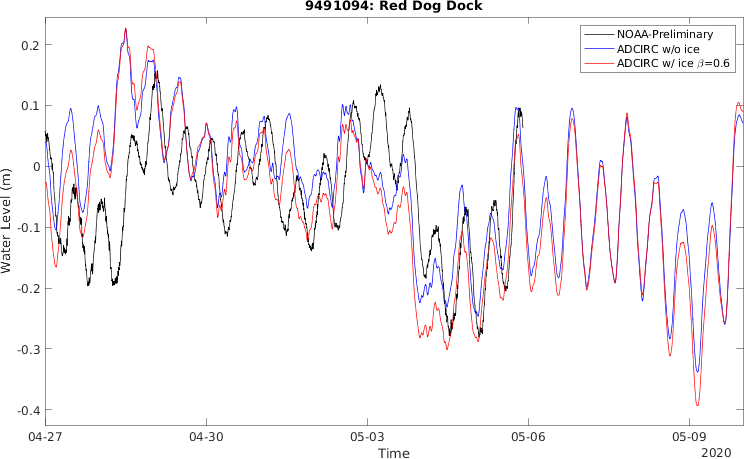 9491094: Red Dog Dock
NOAA-Preliminary
ADCIRC w/o ice
ADCIRC w/ ice β=0.6
Water Level (m)
0.2
0.1
0
-0.1
-0.2
-0.3
-0.4
04-27 04-30 05-03 05-06 05-09
Time
2020